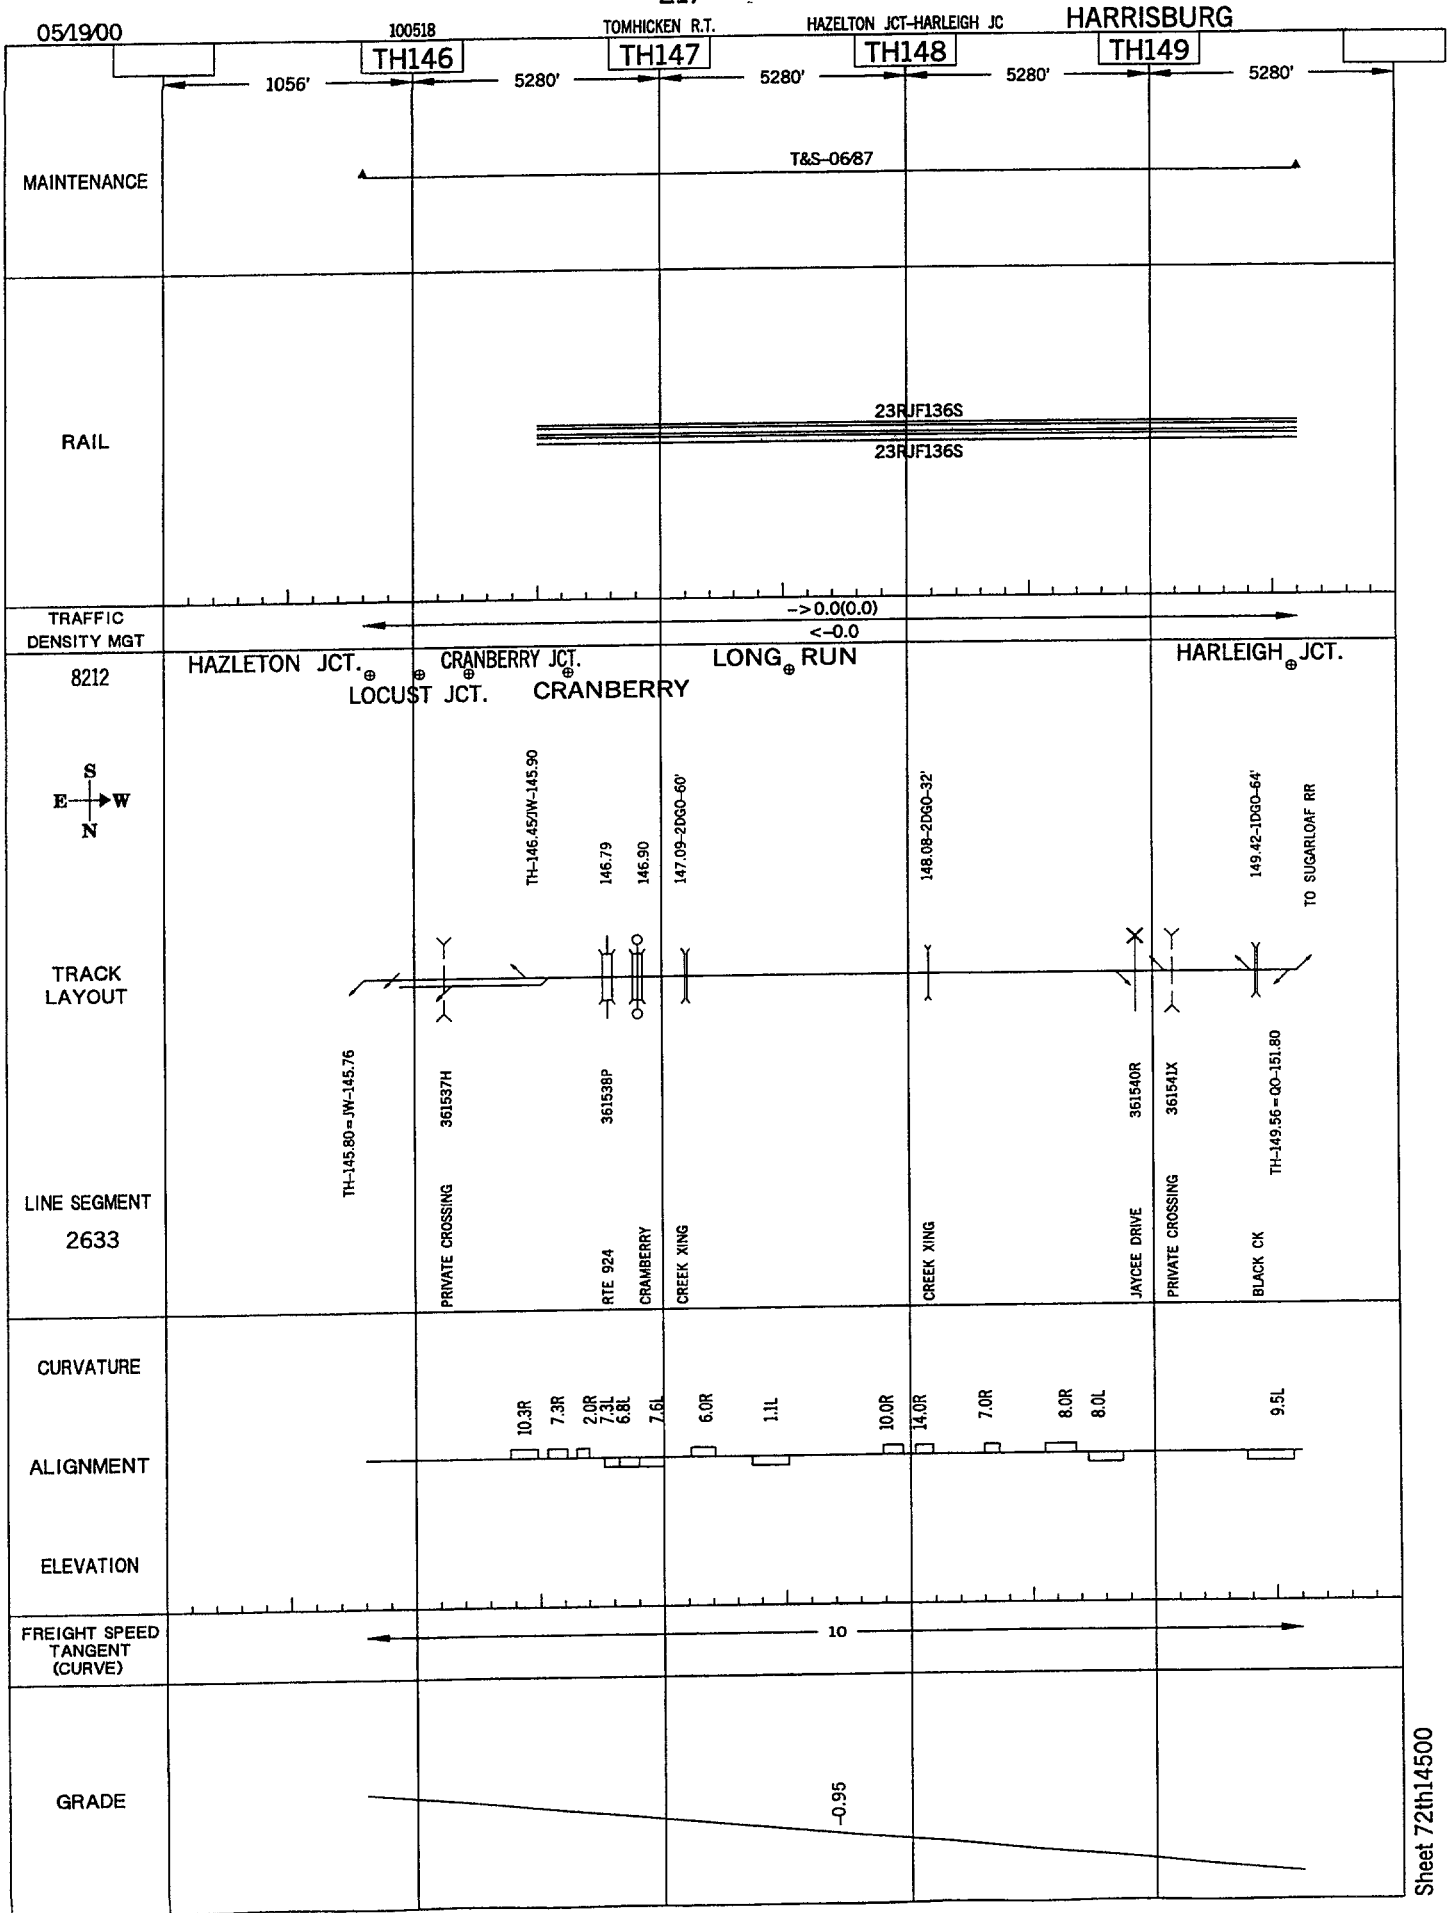 05/19/00
100518
TOMHICKEN R.T.
HAZELTON JCT-HARLEIGH JC
HARRISBURG
TH146
TH147
TH148
TH149
1056'
5280'
5280'
5280'
5280'
MAINTENANCE
T&S-06/87
RAIL
23RJF136S
23RJF136S
TRAFFIC
DENSITY MGT
->0.0(0.0)
<-0.0
8212
HAZLETON JCT.
LOCUST JCT.
CRANBERRY JCT.
CRANBERRY
LONG RUN
HARLEIGH JCT.
S
E W
N
TH-146.45/JW-145.90
146.79
146.90
147.09-2DGO-60'
148.08-2DGO-32'
149.42-1DGO-64'
TO SUGARLOAF RR
TRACK
LAYOUT
TH-145.80=JW-145.76
361537H
361538P
361540R
361541X
TH-149.56=QO-151.80
LINE SEGMENT
2633
PRIVATE CROSSING
RTE 924
CRAMBERRY
CREEK XING
CREEK XING
JAYCEE DRIVE
PRIVATE CROSSING
BLACK CK
CURVATURE
10.3R
7.3R
2.0R
7.3L
6.8L
7.6L
6.0R
1.1L
10.0R
14.0R
7.0R
8.0R
8.0L
9.5L
ALIGNMENT
ELEVATION
FREIGHT SPEED
TANGENT
(CURVE)
10
GRADE
-0.95
Sheet 72th14500